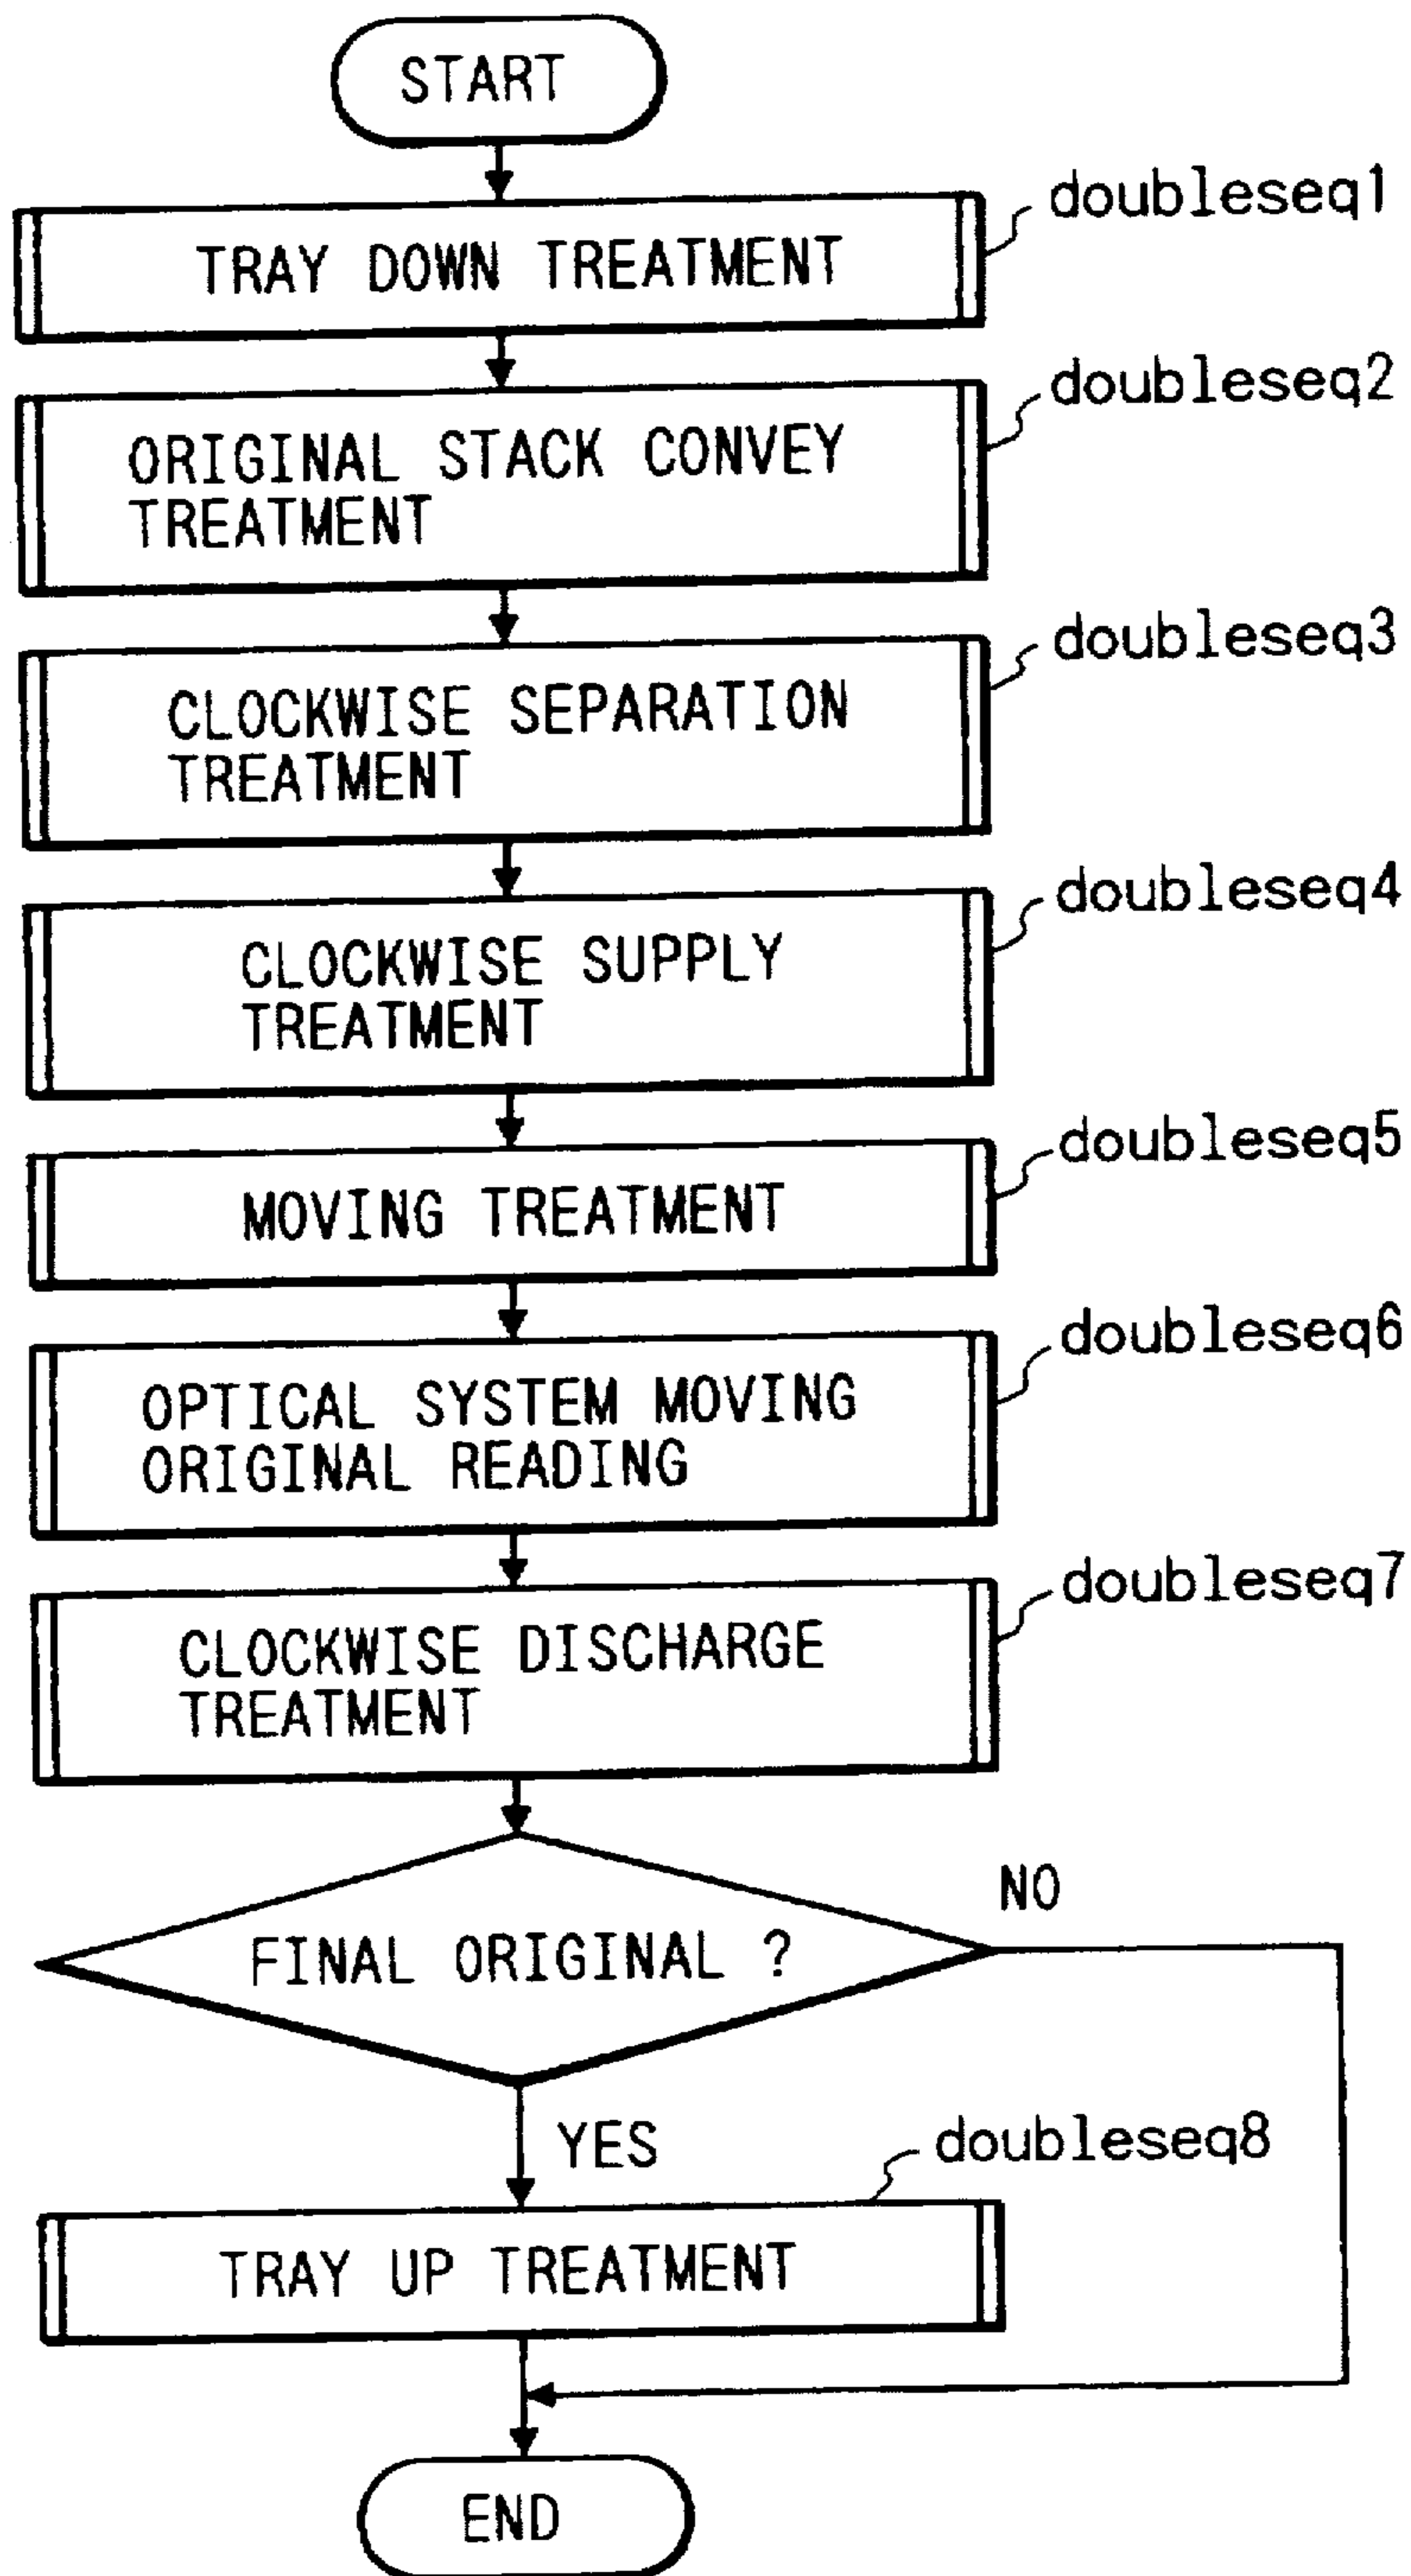 START
doubleseq1
TRAY DOWN TREATMENT
doubleseq2
ORIGINAL STACK CONVEY
TREATMENT
doubleseq3
CLOCKWISE SEPARATION
TREATMENT
doubleseq4
CLOCKWISE SUPPLY
TREATMENT
doubleseq5
MOVING TREATMENT
doubleseq6
OPTICAL SYSTEM MOVING
ORIGINAL READING
doubleseq7
CLOCKWISE DISCHARGE
TREATMENT
NO
FINAL ORIGINAL ?
YES
doubleseq8
TRAY UP TREATMENT
END